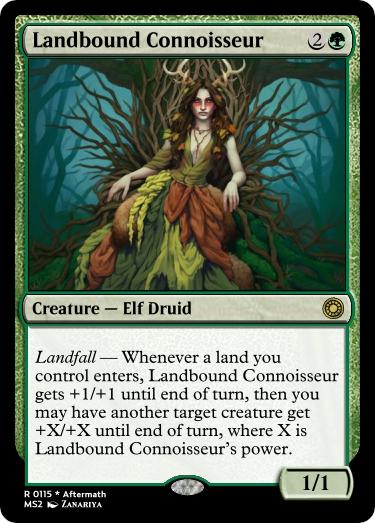 Landbound Connoisseur 2
Creature — Elf Druid
Landfall — Whenever a land you
control enters, Landbound Connoisseur
gets +1/+1 until end of turn, then you
may have another target creature get
+X/+X until end of turn, where X is
Landbound Connoisseur's power.
1/1
R 0115 * Aftermath
MS2 Zanariya